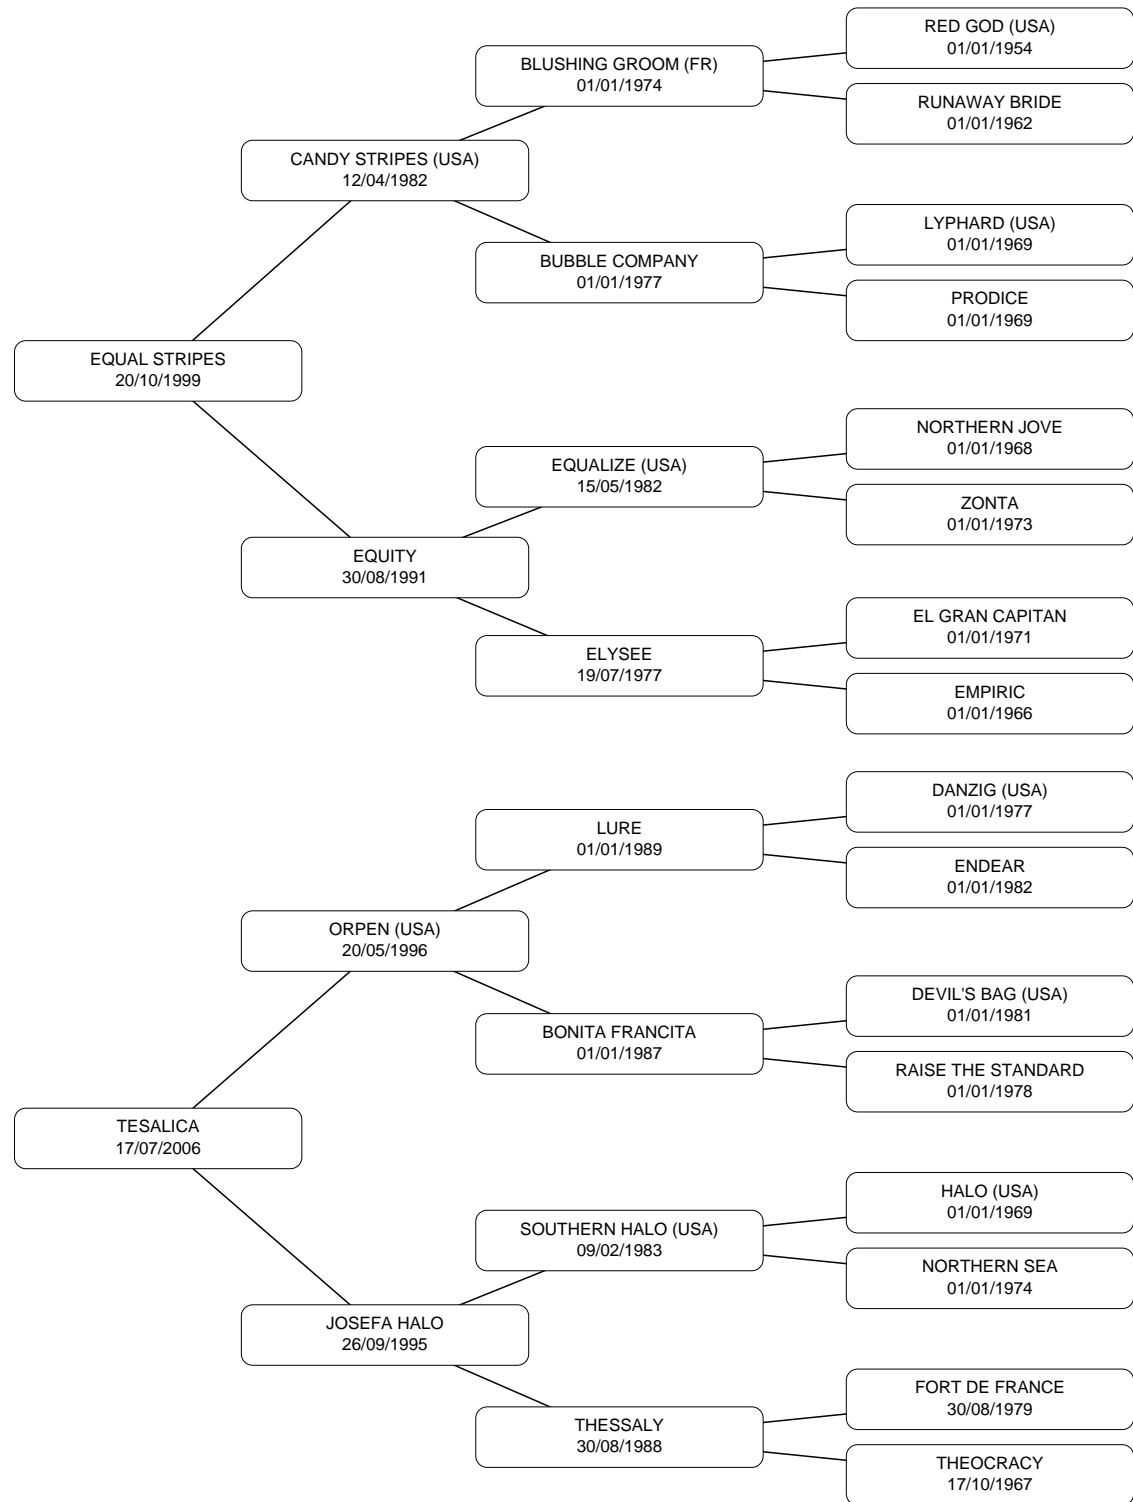 RED GOD (USA)
01/01/1954
BLUSHING GROOM (FR)
01/01/1974
RUNAWAY BRIDE
01/01/1962
CANDY STRIPES (USA)
12/04/1982
LYPHARD (USA)
01/01/1969
BUBBLE COMPANY
01/01/1977
PRODICE
01/01/1969
EQUAL STRIPES
20/10/1999
NORTHERN JOVE
01/01/1968
EQUALIZE (USA)
15/05/1982
ZONTA
01/01/1973
EQUITY
30/08/1991
EL GRAN CAPITAN
01/01/1971
ELYSEE
19/07/1977
EMPIRIC
01/01/1966
DANZIG (USA)
01/01/1977
LURE
01/01/1989
ENDEAR
01/01/1982
ORPEN (USA)
20/05/1996
DEVIL'S BAG (USA)
01/01/1981
BONITA FRANCITA
01/01/1987
RAISE THE STANDARD
01/01/1978
TESALICA
17/07/2006
HALO (USA)
01/01/1969
SOUTHERN HALO (USA)
09/02/1983
NORTHERN SEA
01/01/1974
JOSEFA HALO
26/09/1995
FORT DE FRANCE
30/08/1979
THESSALY
30/08/1988
THEOCRACY
17/10/1967